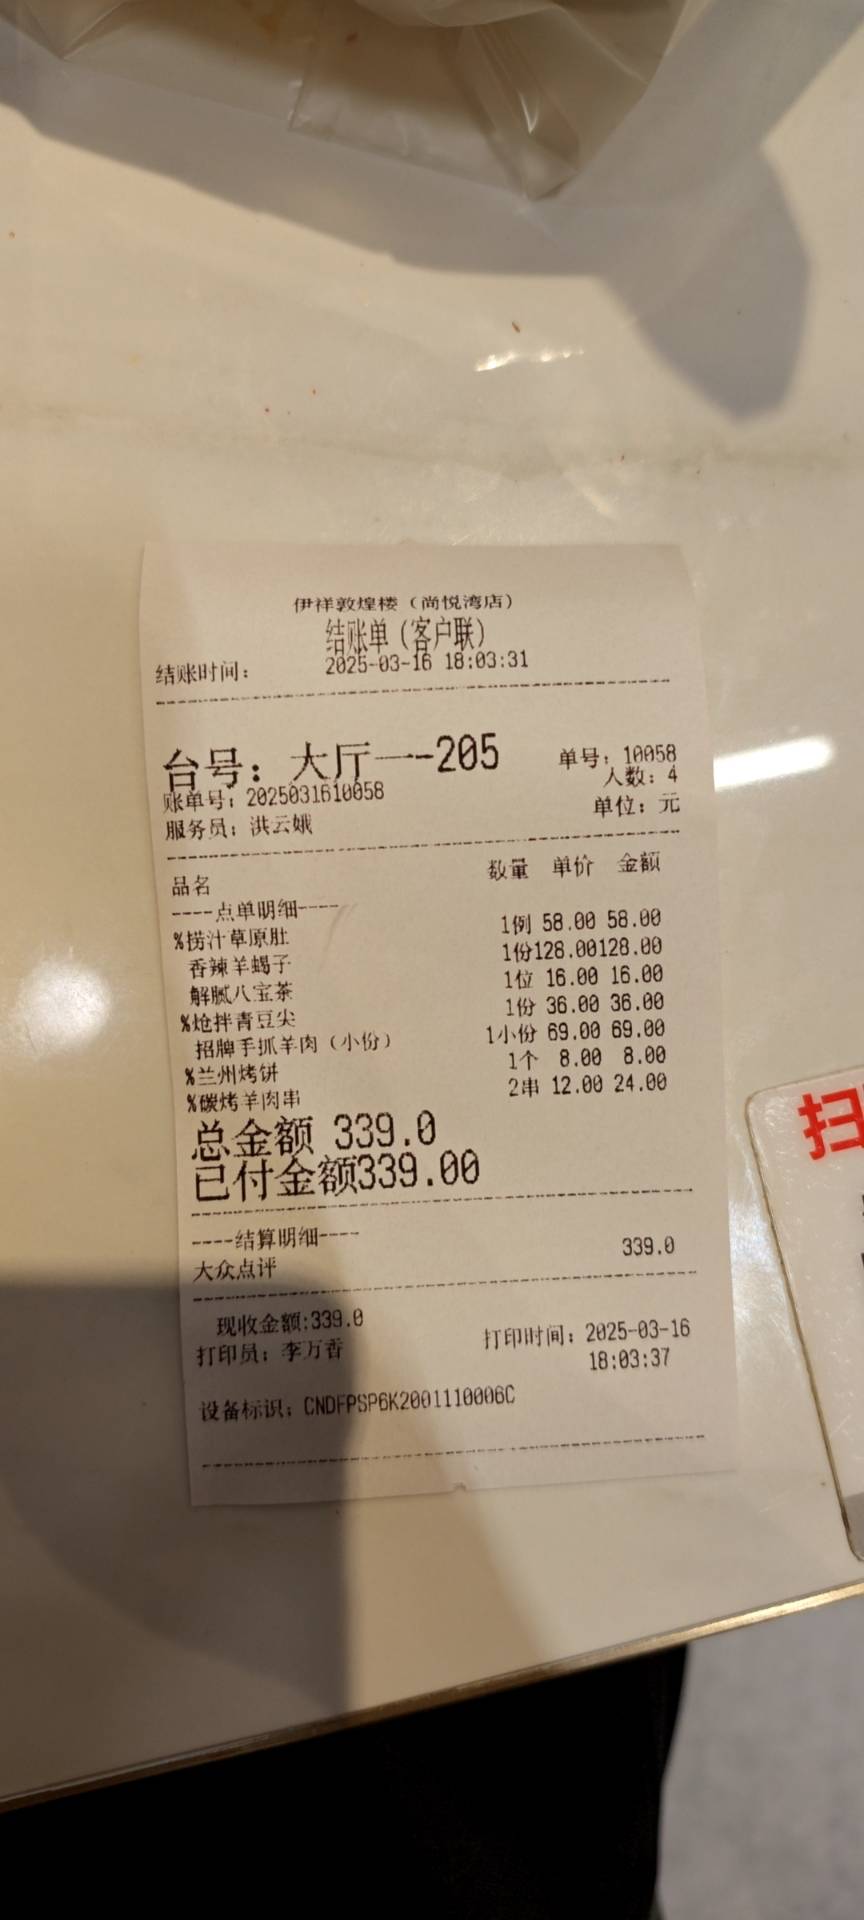 伊祥敦煌楼（尚悦湾店）
结账单（客户联）
结账时间： 2025-03-16 18:03:31
台号：大厅一-205 单号：10058
人数：4
账单号：2025031610058
服务员：洪云娥 单位：元
品名 数量 单价 金额
----点单明细----
%捞汁草原肚 1例 58.00 58.00
香辣羊蝎子 1份128.00128.00
解腻八宝茶 1位 16.00 16.00
%炝拌青豆尖 1份 36.00 36.00
招牌手抓羊肉（小份） 1小份 69.00 69.00
%兰州烤饼 1个 8.00 8.00
%碳烤羊肉串 2串 12.00 24.00
总金额 339.0
已付金额339.00
----结算明细----
大众点评 339.0
现收金额:339.0
打印员：李万香 打印时间：2025-03-16
18:03:37
设备标识：CNDFPSP6K2001110006C
扫